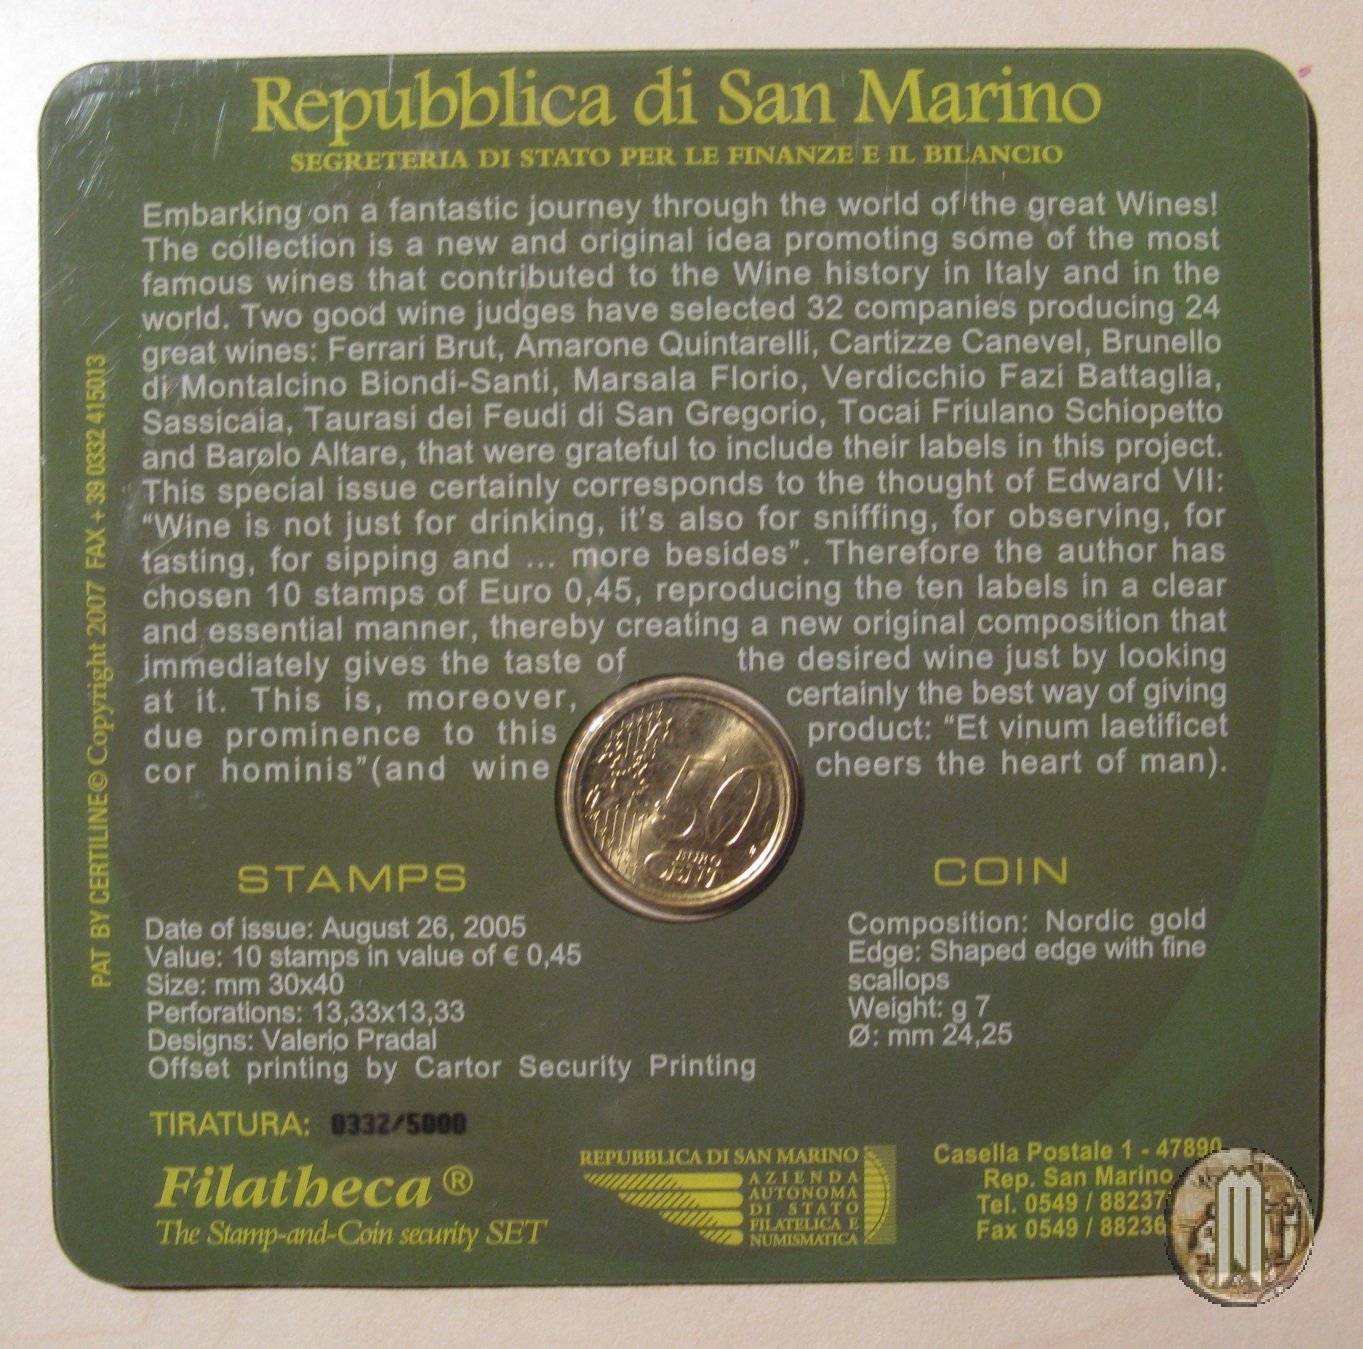 Repubblica di San Marino
SEGRETERIA DI STATO PER LE FINANZE E IL BILANCIO
Embarking on a fantastic journey through the world of the great Wines!
The collection is a new and original idea promoting some of the most
famous wines that contributed to the Wine history in Italy and in the
world. Two good wine judges have selected 32 companies producing 24
great wines: Ferrari Brut, Amarone Quintarelli, Cartizze Canevel, Brunello
di Montalcino Biondi-Santi, Marsala Florio, Verdicchio Fazi Battaglia,
Sassicaia, Taurasi dei Feudi di San Gregorio, Tocai Friulano Schiopetto
and Barolo Altare, that were grateful to include their labels in this project.
This special issue certainly corresponds to the thought of Edward VII:
“Wine is not just for drinking, it’s also for sniffing, for observing, for
tasting, for sipping and ... more besides”. Therefore the author has
chosen 10 stamps of Euro 0,45, reproducing the ten labels in a clear
and essential manner, thereby creating a new original composition that
immediately gives the taste of the desired wine just by looking
at it. This is, moreover, certainly the best way of giving
due prominence to this product: “Et vinum laetificet
cor hominis”(and wine cheers the heart of man).
50
EURO
CENT
STAMPS
Date of issue: August 26, 2005
Value: 10 stamps in value of € 0,45
Size: mm 30x40
Perforations: 13,33x13,33
Designs: Valerio Pradal
Offset printing by Cartor Security Printing
COIN
Composition: Nordic gold
Edge: Shaped edge with fine
scallops
Weight: g 7
Ø: mm 24,25
TIRATURA: 0332/5000
Filatheca ®
The Stamp-and-Coin security SET
REPUBBLICA DI SAN MARINO
AZIENDA
AUTONOMA
DI STATO
FILATELICA E
NUMISMATICA
Casella Postale 1 - 47890
Rep. San Marino
Tel. 0549 / 88237
Fax 0549 / 88236
PAT BY CERTILINE© Copyright 2007 FAX + 39 0332 415013
M